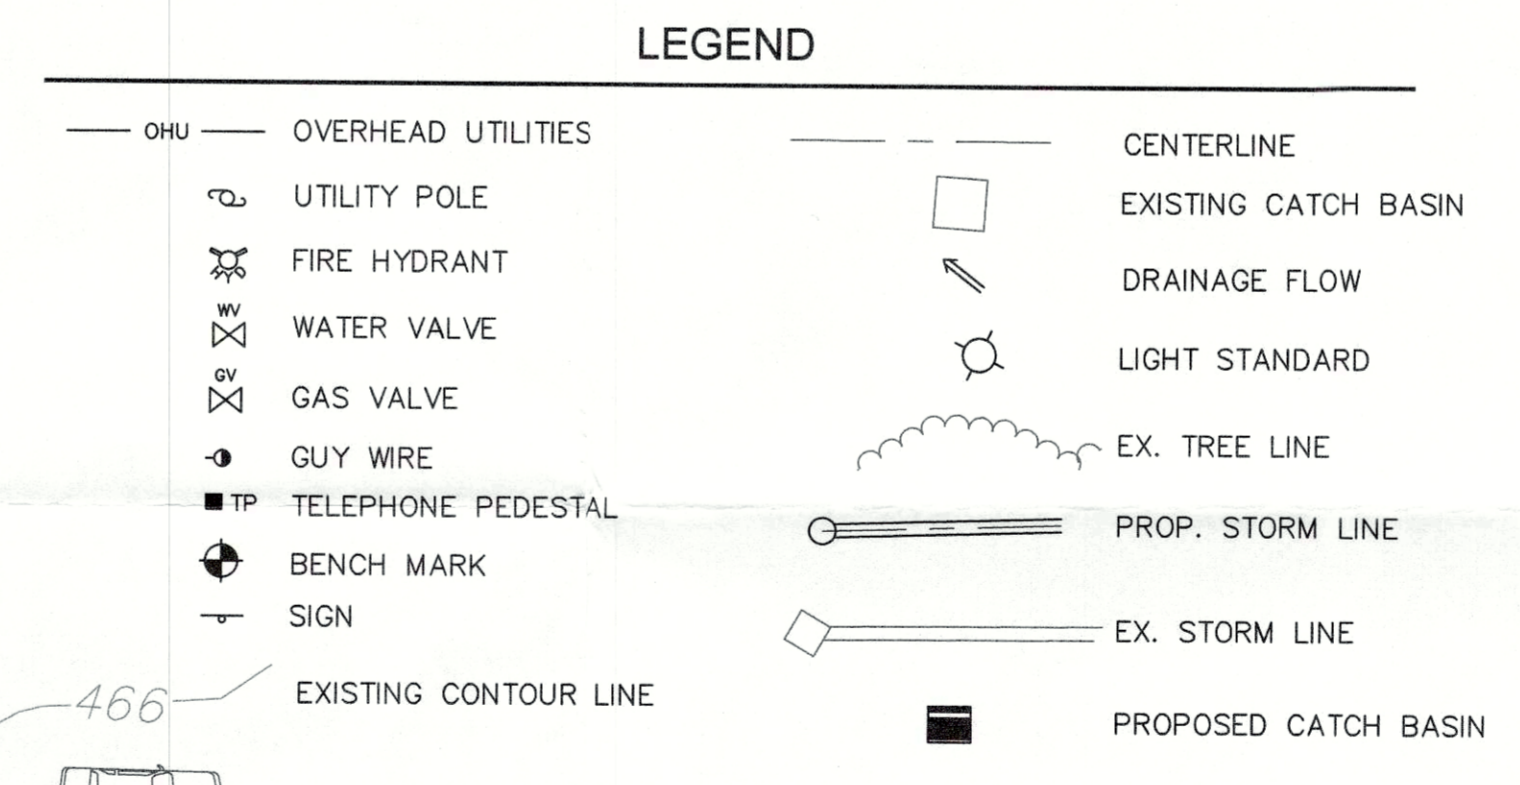 LEGEND
OHU OVERHEAD UTILITIES
UTILITY POLE
FIRE HYDRANT
WV
WATER VALVE
GV
GAS VALVE
GUY WIRE
TP TELEPHONE PEDESTAL
BENCH MARK
SIGN
466 EXISTING CONTOUR LINE
CENTERLINE
EXISTING CATCH BASIN
DRAINAGE FLOW
LIGHT STANDARD
EX. TREE LINE
PROP. STORM LINE
EX. STORM LINE
PROPOSED CATCH BASIN